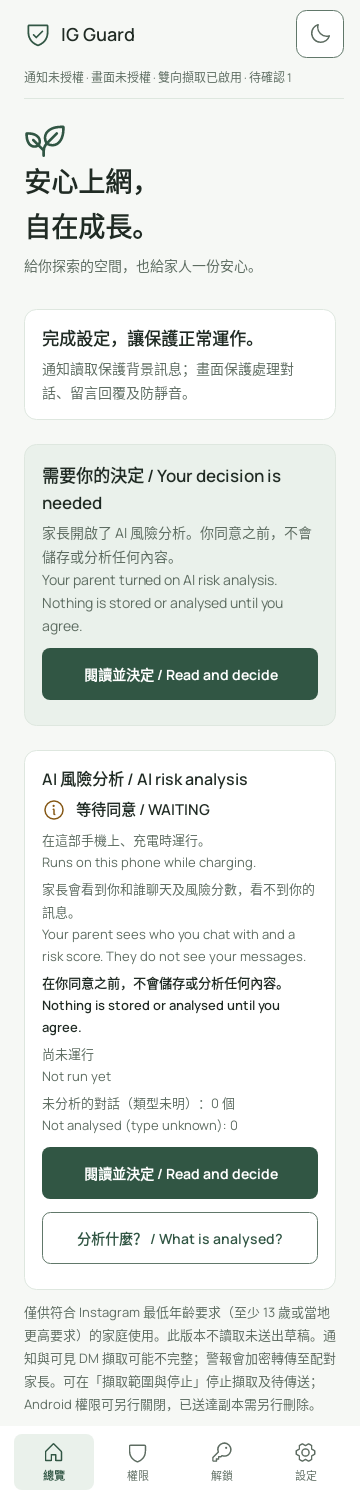 IG Guard
通知未授權 · 畫面未授權 · 雙向擷取已啟用 · 待確認 1
安心上網，
自在成長。
給你探索的空間，也給家人一份安心。
完成設定，讓保護正常運作。
通知讀取保護背景訊息；畫面保護處理對
話、留言回覆及防靜音。
需要你的決定 / Your decision is
needed
家長開啟了 AI 風險分析。你同意之前，不會
儲存或分析任何內容。
Your parent turned on AI risk analysis.
Nothing is stored or analysed until you
agree.
閱讀並決定 / Read and decide
AI 風險分析 / AI risk analysis
等待同意 / WAITING
在這部手機上、充電時運行。
Runs on this phone while charging.
家長會看到你和誰聊天及風險分數，看不到你的
訊息。
Your parent sees who you chat with and a
risk score. They do not see your messages.
在你同意之前，不會儲存或分析任何內容。
Nothing is stored or analysed until you
agree.
尚未運行
Not run yet
未分析的對話（類型未明）：0 個
Not analysed (type unknown): 0
閱讀並決定 / Read and decide
分析什麼？ / What is analysed?
僅供符合 Instagram 最低年齡要求（至少 13 歲或當地
更高要求）的家庭使用。此版本不讀取未送出草稿。通
知與可見 DM 擷取可能不完整；警報會加密轉傳至配對
家長。可在「擷取範圍與停止」停止擷取及待傳送；
Android 權限可另行關閉，已送達副本需另行刪除。
總覽
權限
解鎖
設定